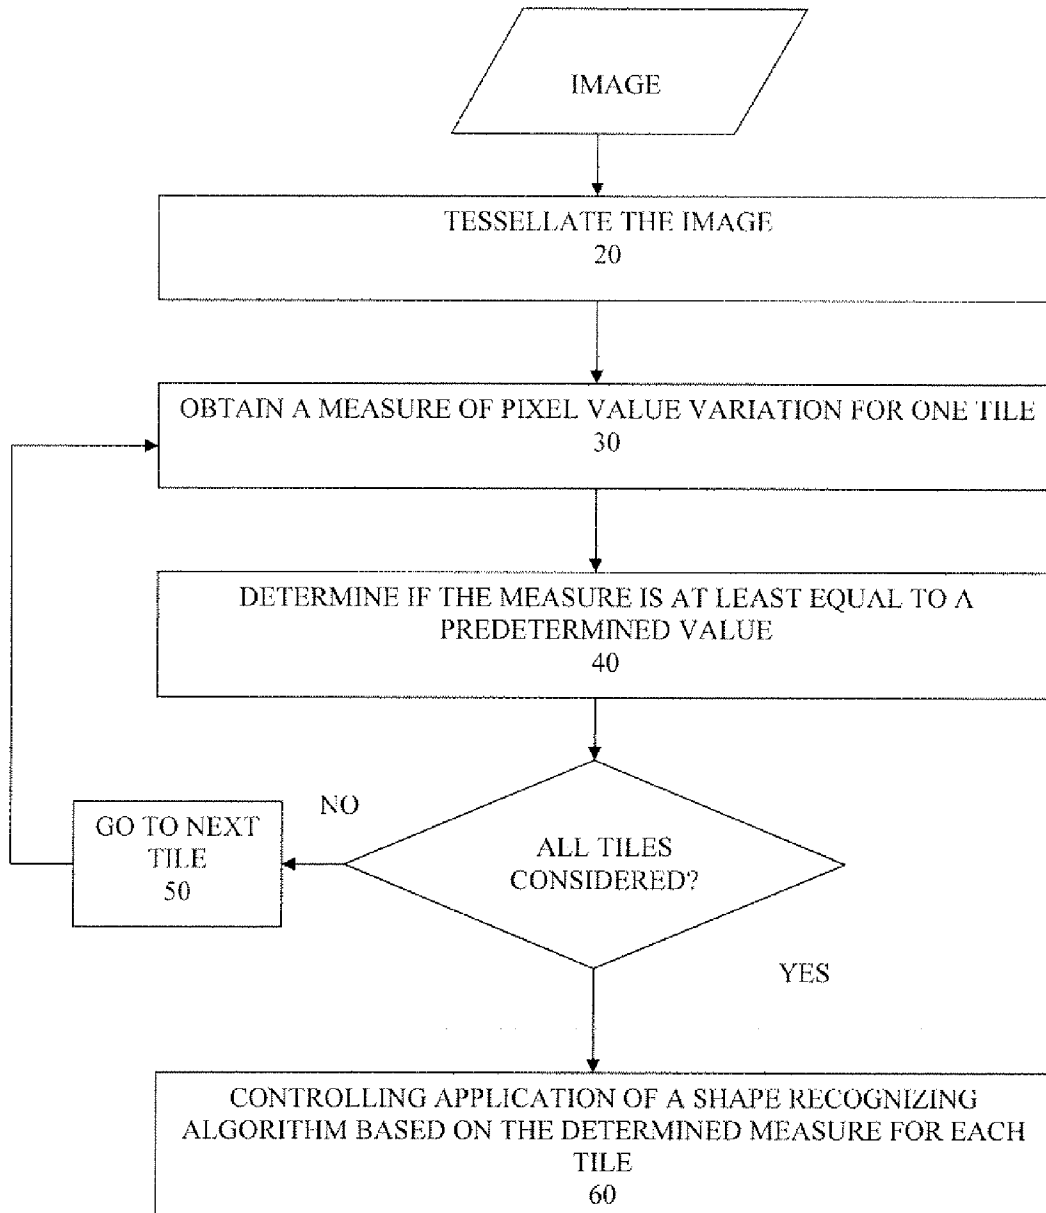 IMAGE
TESSELLATE THE IMAGE
20
OBTAIN A MEASURE OF PIXEL VALUE VARIATION FOR ONE TILE
30
DETERMINE IF THE MEASURE IS AT LEAST EQUAL TO A
PREDETERMINED VALUE
40
NO
GO TO NEXT
TILE
50
ALL TILES
CONSIDERED?
YES
CONTROLLING APPLICATION OF A SHAPE RECOGNIZING
ALGORITHM BASED ON THE DETERMINED MEASURE FOR EACH
TILE
60